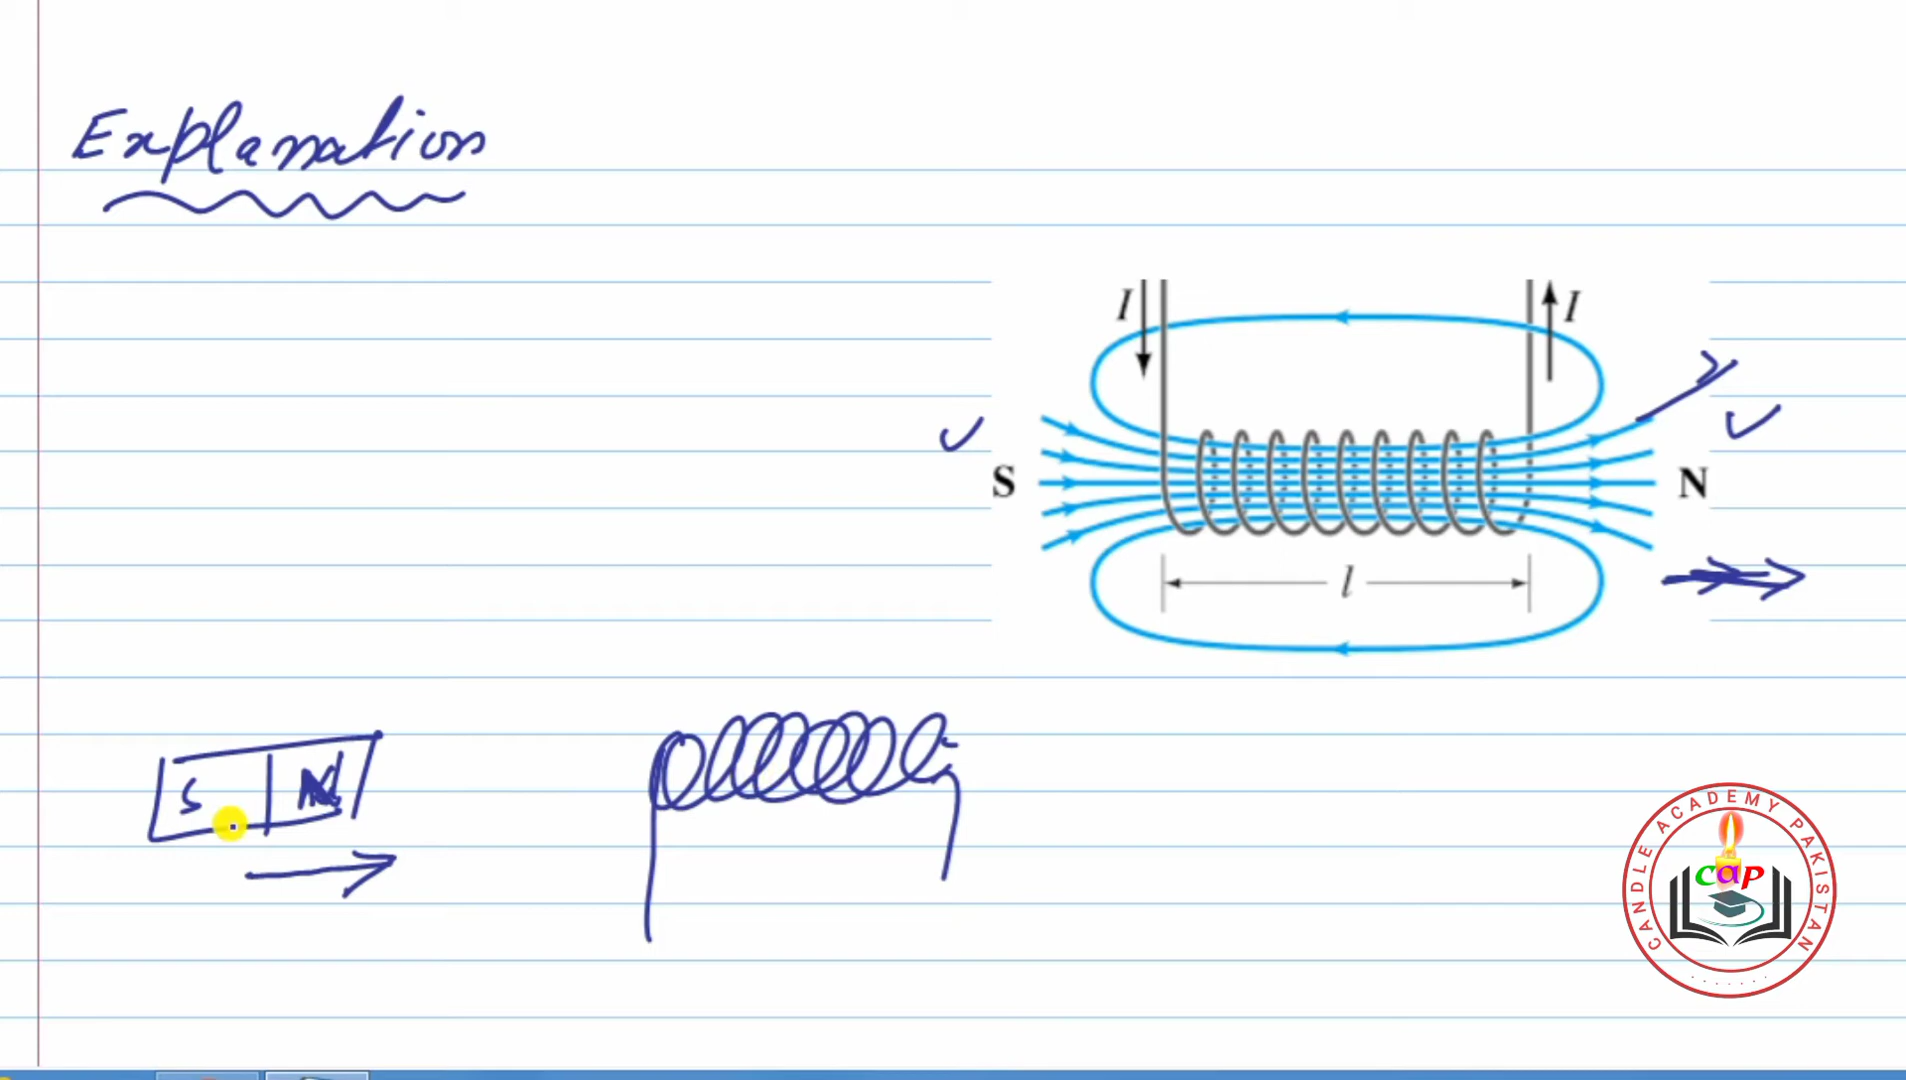 Explanation
I I
S N
l
S N
CANDLE ACADEMY PAKISTAN
cap